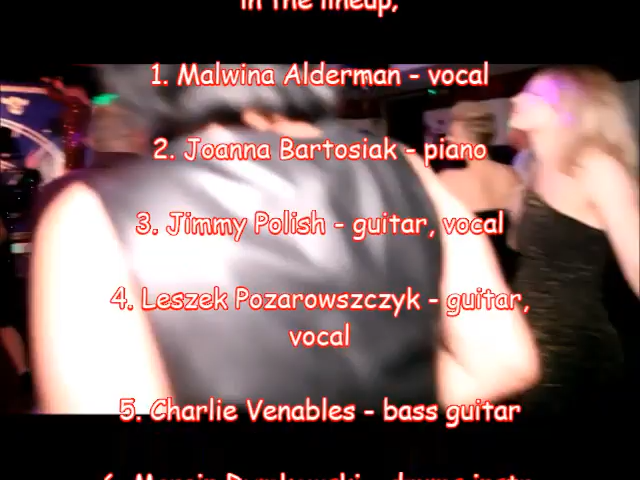 in the lineup,
1. Malwina Alderman - vocal
2. Joanna Bartosiak - piano
3. Jimmy Polish - guitar, vocal
4. Leszek Pozarowszczyk - guitar,
vocal
5. Charlie Venables - bass guitar